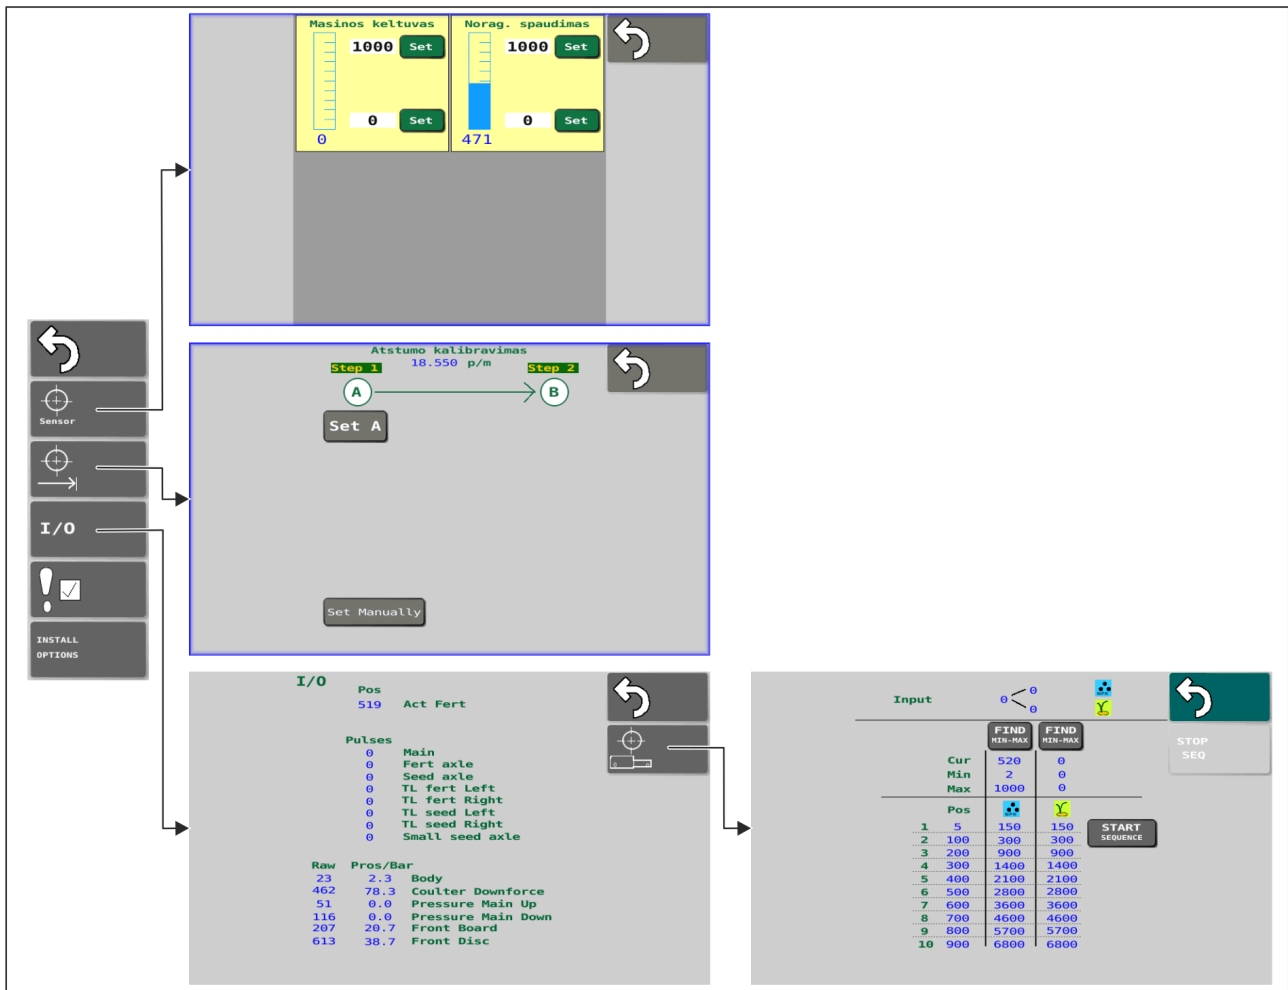 Masinos keltuvas Norag. spaudimas
1000 Set 1000 Set
0 Set 0 Set
0 471
Sensor
I/O
INSTALL
OPTIONS
Atstumo kalibravimas
Step 1 18.550 p/m Step 2
A B
Set A
Set Manually
I/O
Pos
519 Act Fert
Pulses
0 Main
0 Fert axle
0 Seed axle
0 TL fert Left
0 TL fert Right
0 TL seed Left
0 TL seed Right
0 Small seed axle
Raw Pros/Bar
23 2.3 Body
462 78.3 Coulter Downforce
51 0.0 Pressure Main Up
116 0.0 Pressure Main Down
207 20.7 Front Board
613 38.7 Front Disc
Input 0 0 NPK
0
STOP
SEQ
FIND FIND
MIN-MAX MIN-MAX
Cur 520 0
Min 2 0
Max 1000 0
Pos NPK
1 5 150 150
2 100 300 300
3 200 900 900
4 300 1400 1400
5 400 2100 2100
6 500 2800 2800
7 600 3600 3600
8 700 4600 4600
9 800 5700 5700
10 900 6800 6800
START
SEQUENCE